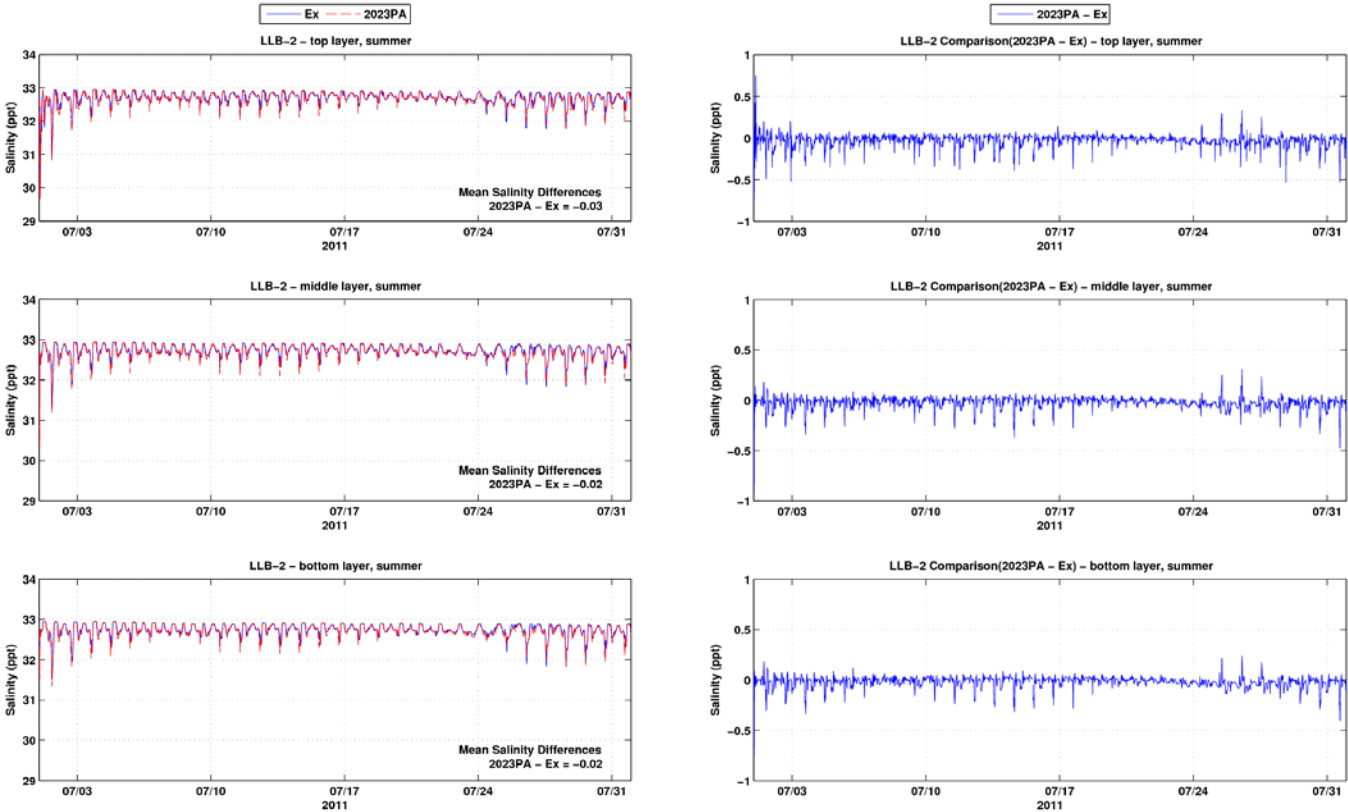 Ex 2023PA
LLB-2 - top layer, summer
34
33
32
31
30
29
Salinity (ppt)
Mean Salinity Differences
2023PA - Ex = -0.03
07/03 07/10 07/17 07/24 07/31
2011
2023PA - Ex
LLB-2 Comparison(2023PA - Ex) - top layer, summer
1
0.5
0
-0.5
-1
Salinity (ppt)
07/03 07/10 07/17 07/24 07/31
2011
LLB-2 - middle layer, summer
34
33
32
31
30
29
Salinity (ppt)
Mean Salinity Differences
2023PA - Ex = -0.02
07/03 07/10 07/17 07/24 07/31
2011
LLB-2 Comparison(2023PA - Ex) - middle layer, summer
1
0.5
0
-0.5
-1
Salinity (ppt)
07/03 07/10 07/17 07/24 07/31
2011
LLB-2 - bottom layer, summer
34
33
32
31
30
29
Salinity (ppt)
Mean Salinity Differences
2023PA - Ex = -0.02
07/03 07/10 07/17 07/24 07/31
2011
LLB-2 Comparison(2023PA - Ex) - bottom layer, summer
1
0.5
0
-0.5
-1
Salinity (ppt)
07/03 07/10 07/17 07/24 07/31
2011